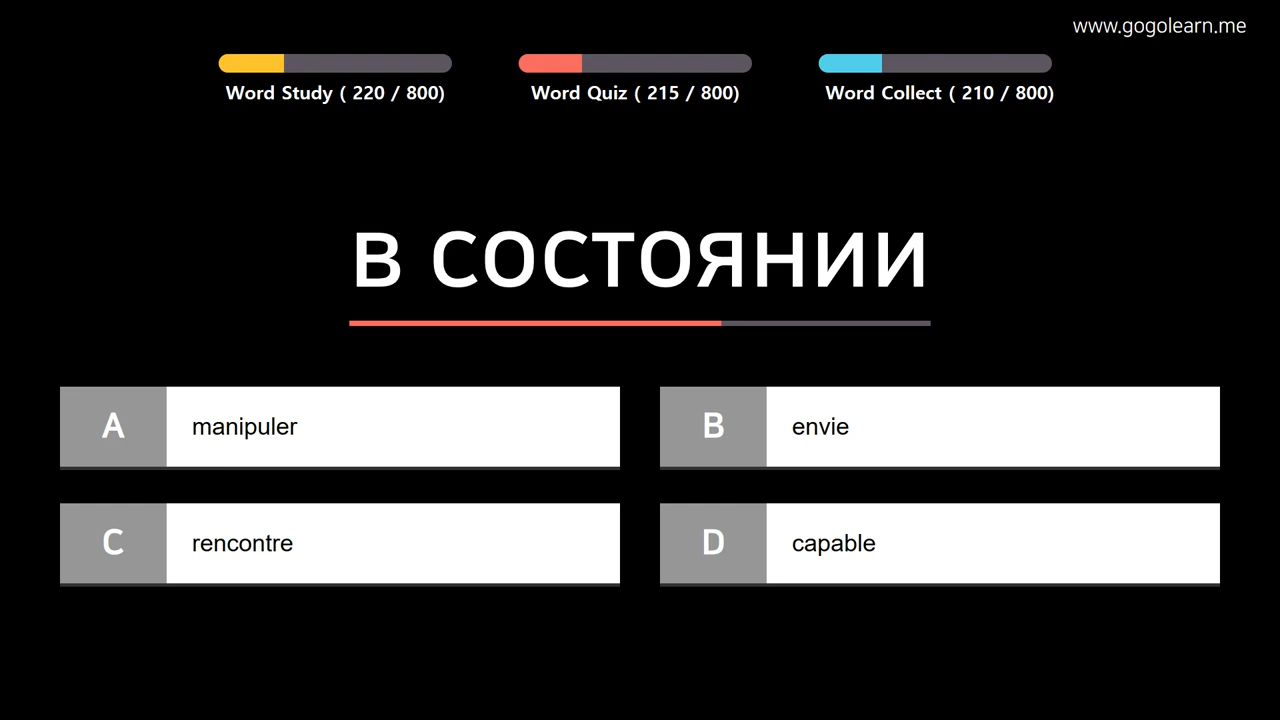 www.gogolearn.me
Word Study ( 220 / 800)
Word Quiz ( 215 / 800)
Word Collect ( 210 / 800)
в состоянии
A manipuler
B envie
C rencontre
D capable